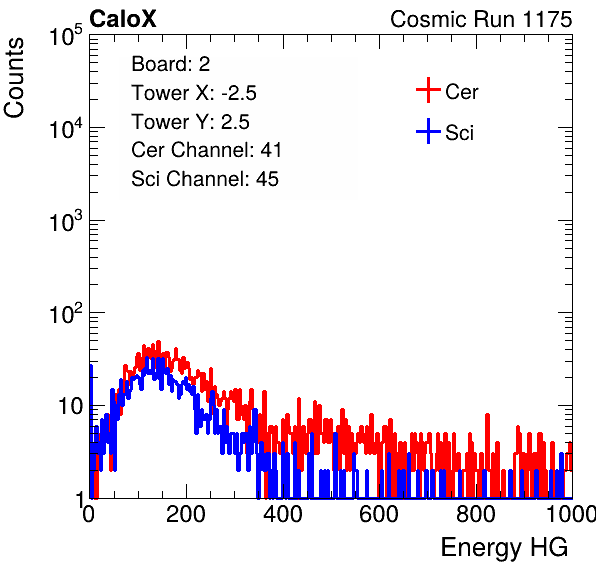 CaloX Cosmic Run 1175
Counts
10^5
10^4
10^3
10^2
10
1
Board: 2
Tower X: -2.5
Tower Y: 2.5
Cer Channel: 41
Sci Channel: 45
Cer
Sci
0 200 400 600 800 1000
Energy HG